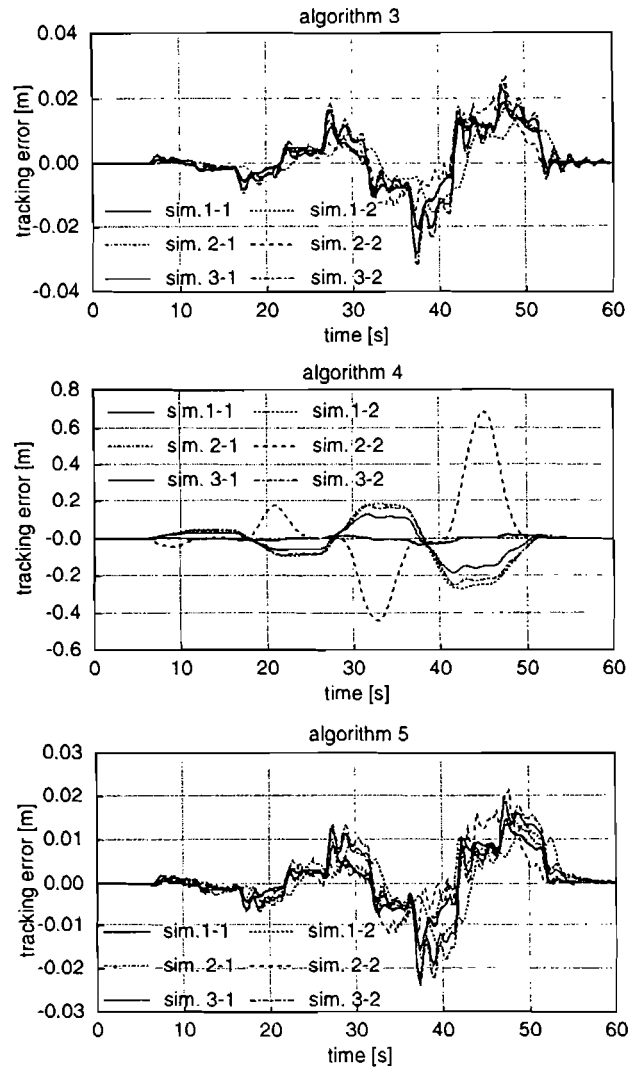 algorithm 3
0.04
0.02
0.00
-0.02
-0.04
tracking error [m]
sim.1-1 sim.1-2
sim. 2-1 sim. 2-2
sim. 3-1 sim. 3-2
0 10 20 30 40 50 60
time [s]
algorithm 4
0.8
0.6
0.4
0.2
-0.0
-0.2
-0.4
-0.6
tracking error [m]
sim.1-1 sim.1-2
sim. 2-1 sim. 2-2
sim. 3-1 sim. 3-2
0 10 20 30 40 50 60
time [s]
algorithm 5
0.03
0.02
0.01
0.00
-0.01
-0.02
-0.03
tracking error [m]
sim.1-1 sim.1-2
sim. 2-1 sim. 2-2
sim. 3-1 sim. 3-2
0 10 20 30 40 50 60
time [s]